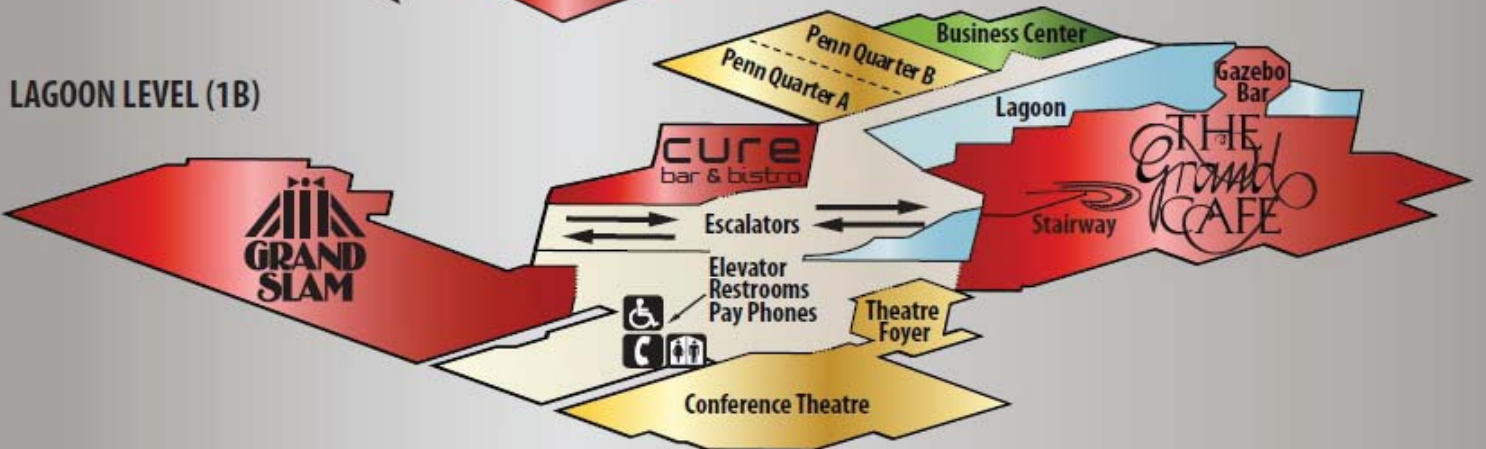 LAGOON LEVEL (1B)
Penn Quarter B
Penn Quarter A
Business Center
Lagoon
Gazebo
Bar
cure
bar & bistro
THE
Grand
CAFE
Stairway
Escalators
GRAND
SLAM
Elevator
Restrooms
Pay Phones
Theatre
Foyer
Conference Theatre